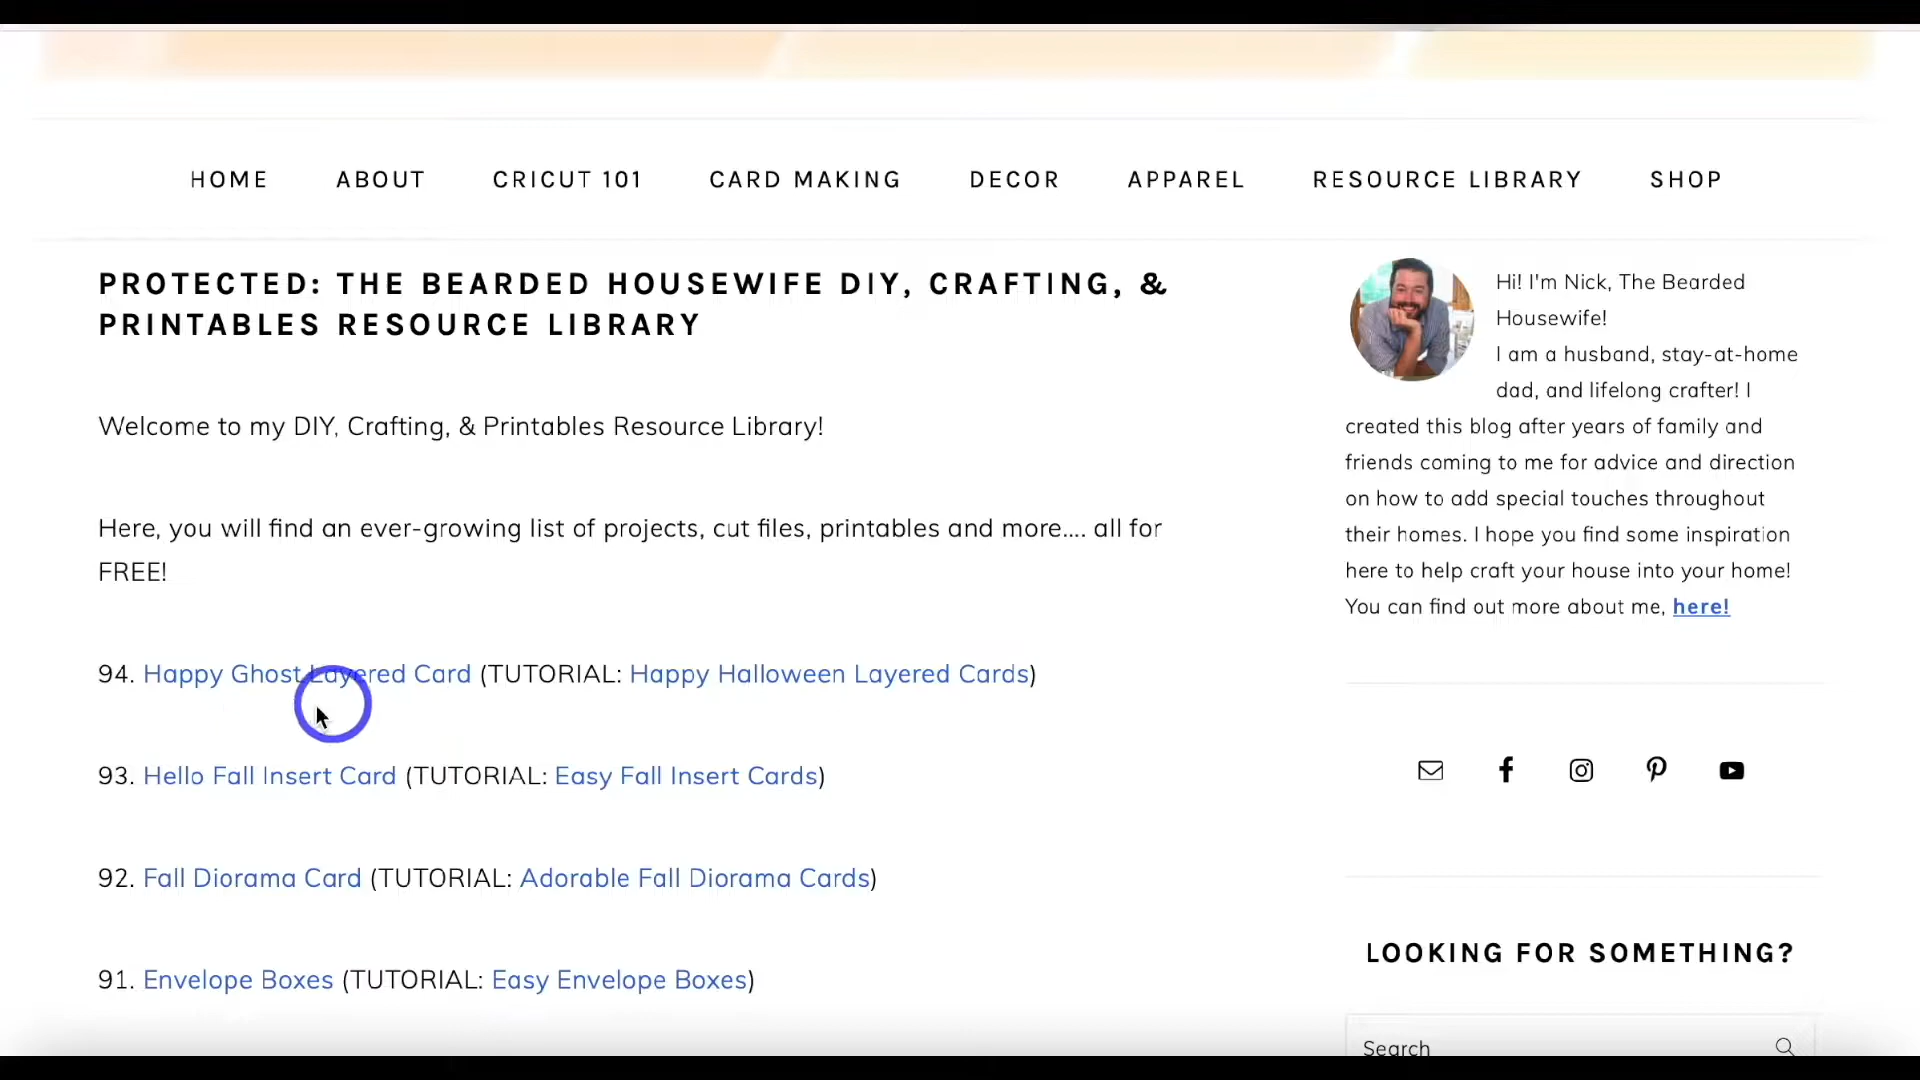 HOME ABOUT CRICUT 101 CARD MAKING DECOR APPAREL RESOURCE LIBRARY SHOP
PROTECTED: THE BEARDED HOUSEWIFE DIY, CRAFTING, &
PRINTABLES RESOURCE LIBRARY
Welcome to my DIY, Crafting, & Printables Resource Library!
Here, you will find an ever-growing list of projects, cut files, printables and more.... all for
FREE!
94. Happy Ghost Layered Card (TUTORIAL: Happy Halloween Layered Cards)
93. Hello Fall Insert Card (TUTORIAL: Easy Fall Insert Cards)
92. Fall Diorama Card (TUTORIAL: Adorable Fall Diorama Cards)
91. Envelope Boxes (TUTORIAL: Easy Envelope Boxes)
Hi! I'm Nick, The Bearded
Housewife!
I am a husband, stay-at-home
dad, and lifelong crafter! I
created this blog after years of family and
friends coming to me for advice and direction
on how to add special touches throughout
their homes. I hope you find some inspiration
here to help craft your house into your home!
You can find out more about me, here!
LOOKING FOR SOMETHING?
Search